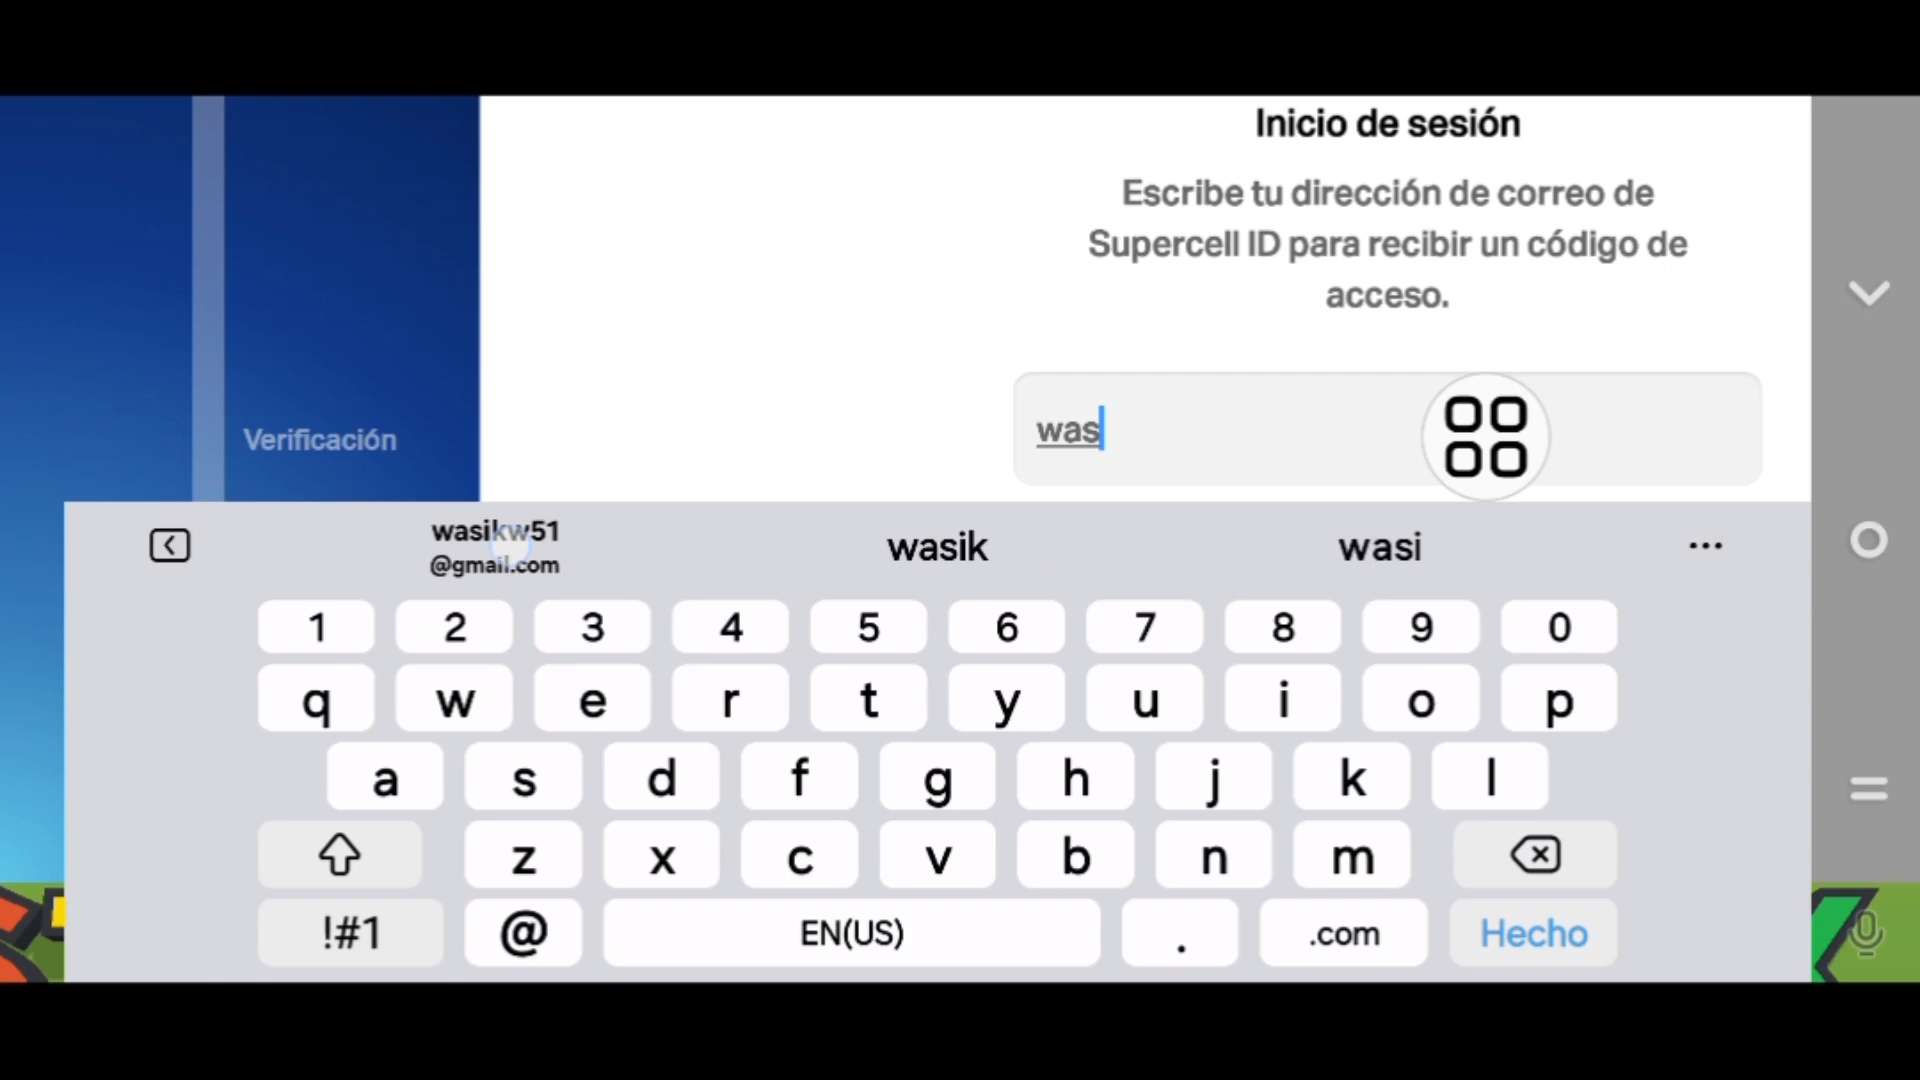 Inicio de sesión
Escribe tu dirección de correo de
Supercell ID para recibir un código de
acceso.
was
Verificación
wasikw51
@gmail.com
wasik
wasi
...
1 2 3 4 5 6 7 8 9 0
q w e r t y u i o p
a s d f g h j k l
z x c v b n m
!#1 @ EN(US) . .com Hecho